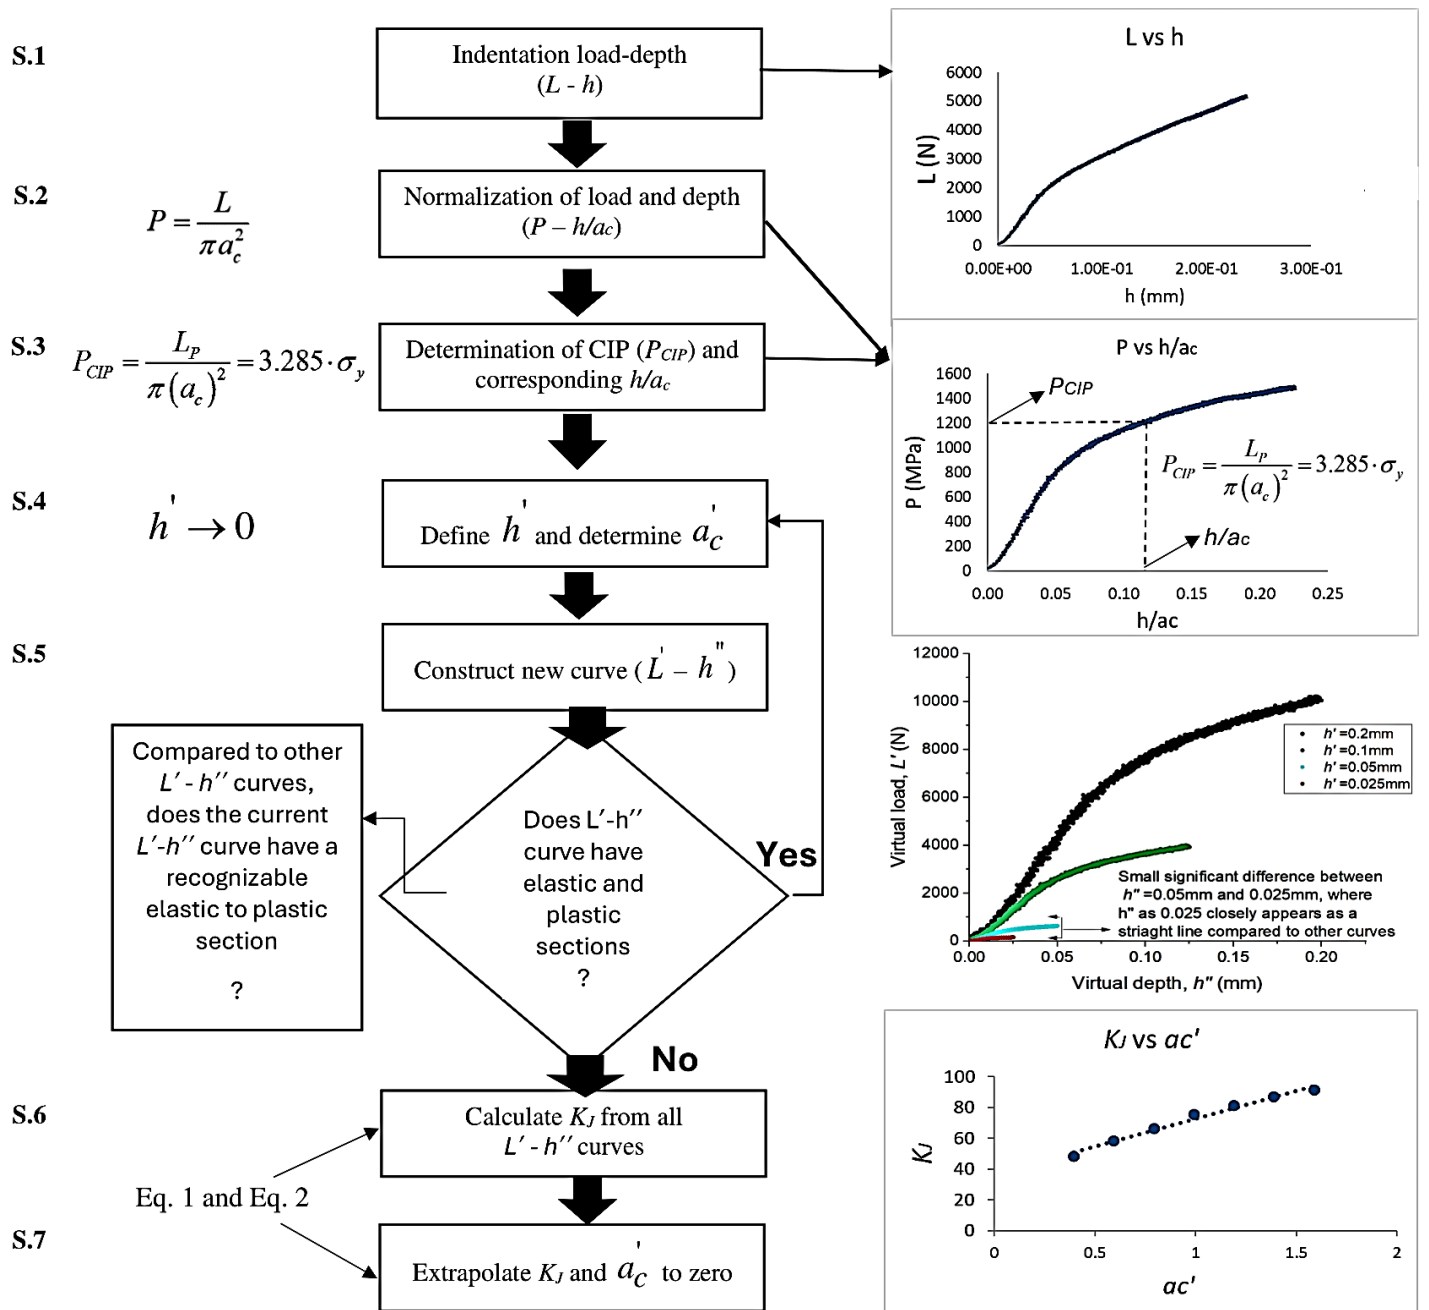 S.1
Indentation load-depth
(L - h)
S.2
P = L / πa_c^2
Normalization of load and depth
(P – h/ac)
S.3
P_CIP = L_P / π(a_c)^2 = 3.285·σ_y
Determination of CIP (PCIP) and
corresponding h/ac
S.4
h' → 0
Define h' and determine a'c
S.5
Construct new curve (L' – h")
Compared to other
L′ - h′′ curves,
does the current
L′-h′′ curve have a
recognizable
elastic to plastic
section
?
Does L′-h′′
curve have
elastic and
plastic
sections
?
Yes
No
S.6
Calculate KJ from all
L′ - h′′ curves
Eq. 1 and Eq. 2
S.7
Extrapolate KJ and a'c to zero
L vs h
L (N)
6000
5000
4000
3000
2000
1000
0
0.00E+00 1.00E-01 2.00E-01 3.00E-01
h (mm)
P vs h/ac
P (MPa)
1600
1400
1200
1000
800
600
400
200
0
PCIP
P_CIP = L_P / π(a_c)^2 = 3.285·σ_y
h/ac
0.00 0.05 0.10 0.15 0.20 0.25
h/ac
Virtual load, L' (N)
12000
10000
8000
6000
4000
2000
0
h' =0.2mm
h' =0.1mm
h' =0.05mm
h' =0.025mm
Small significant difference between
h" =0.05mm and 0.025mm, where
h" as 0.025 closely appears as a
striaght line compared to other curves
0.00 0.05 0.10 0.15 0.20
Virtual depth, h" (mm)
KJ vs ac'
KJ
100
80
60
40
20
0
0 0.5 1 1.5 2
ac'